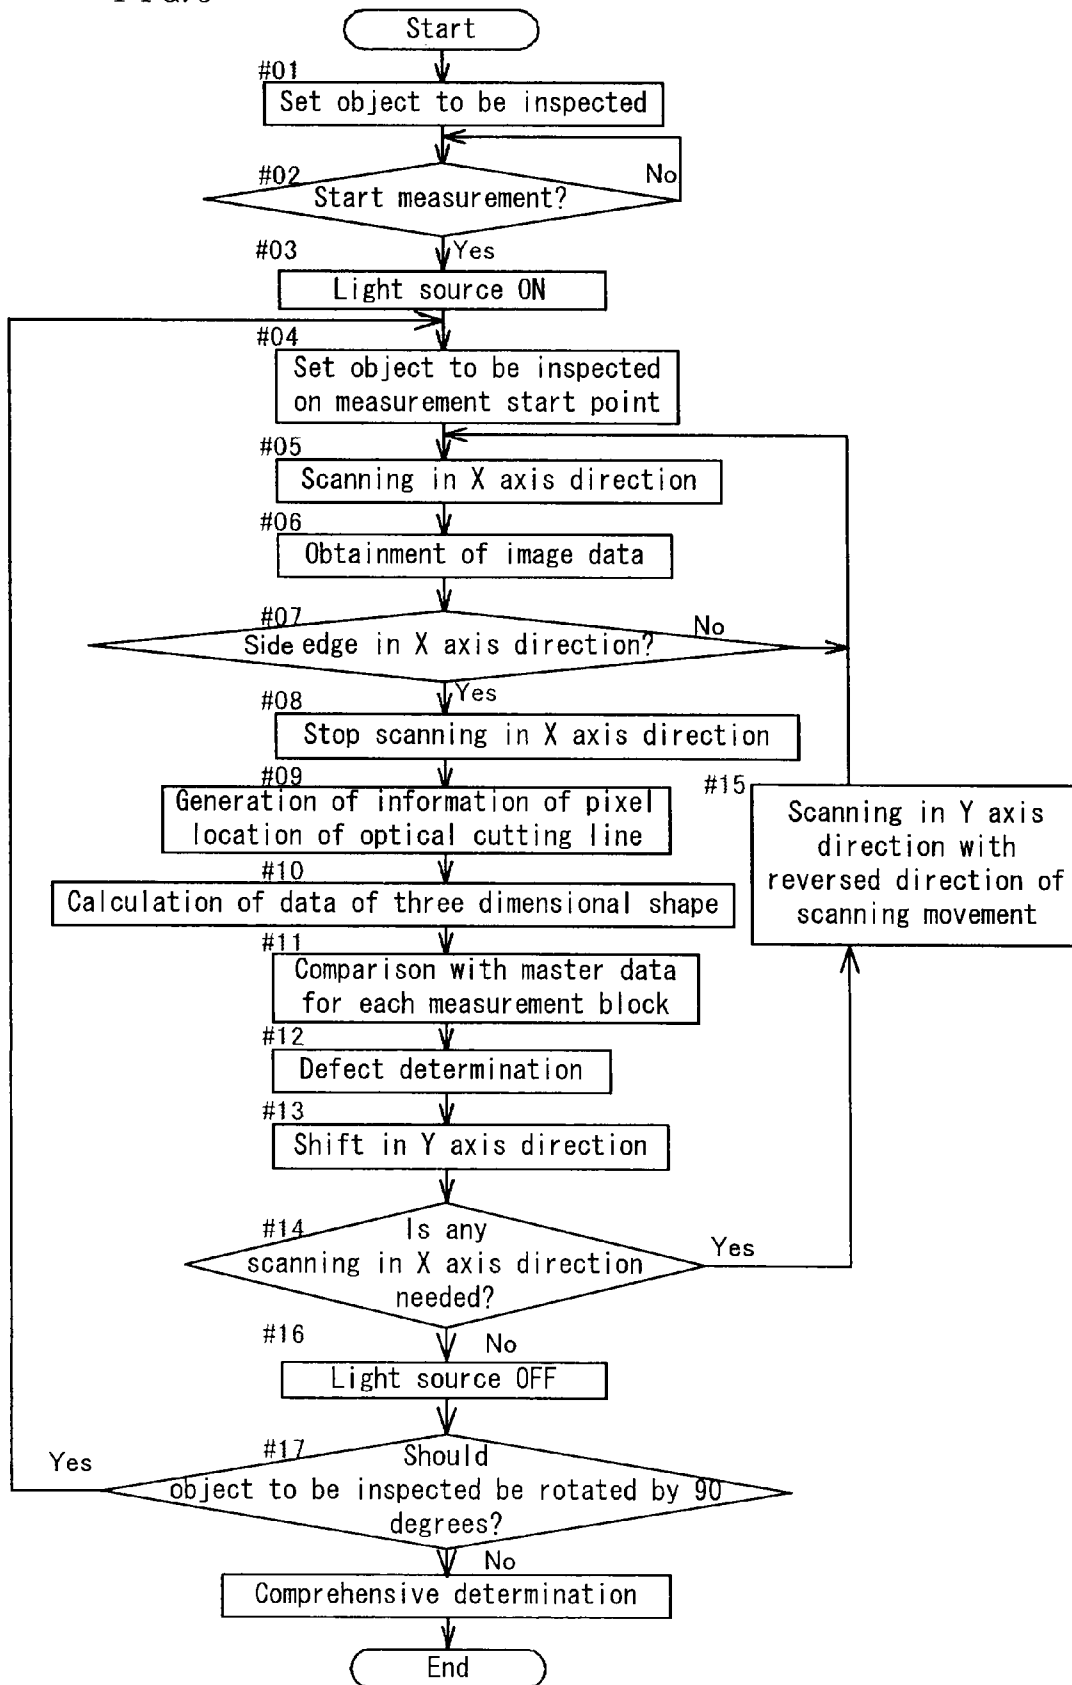 Start
#01
Set object to be inspected
#02
Start measurement?
No
Yes
#03
Light source ON
#04
Set object to be inspected
on measurement start point
#05
Scanning in X axis direction
#06
Obtainment of image data
#07
Side edge in X axis direction?
No
Yes
#08
Stop scanning in X axis direction
#09
Generation of information of pixel
location of optical cutting line
#15
Scanning in Y axis
direction with
reversed direction of
scanning movement
#10
Calculation of data of three dimensional shape
#11
Comparison with master data
for each measurement block
#12
Defect determination
#13
Shift in Y axis direction
#14
Is any
scanning in X axis direction
needed?
Yes
No
#16
Light source OFF
#17
Should
object to be inspected be rotated by 90
degrees?
Yes
No
Comprehensive determination
End